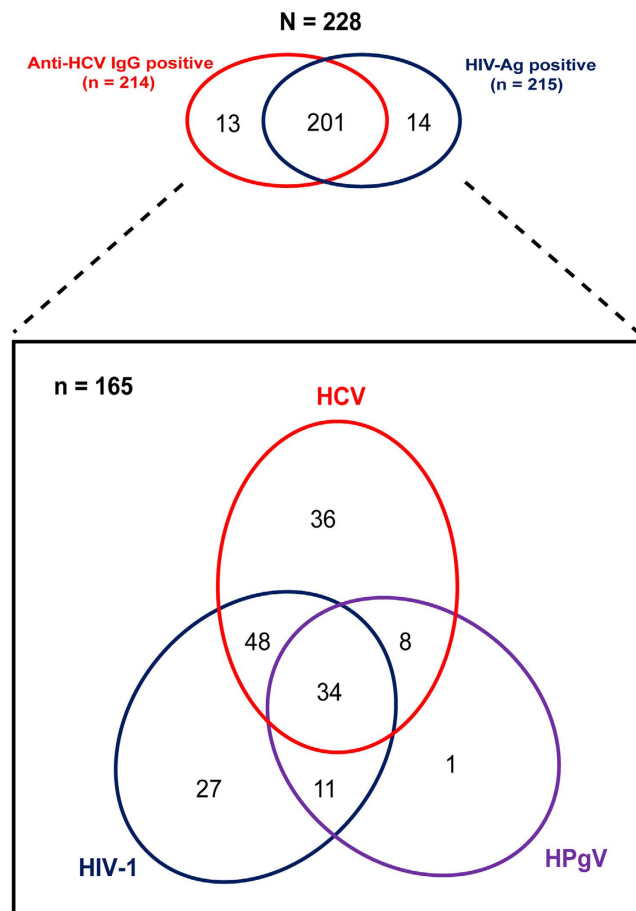 N = 228
Anti-HCV IgG positive
(n = 214)
HIV-Ag positive
(n = 215)
13
201
14
n = 165
HCV
36
48
8
34
27
11
1
HIV-1
HPgV